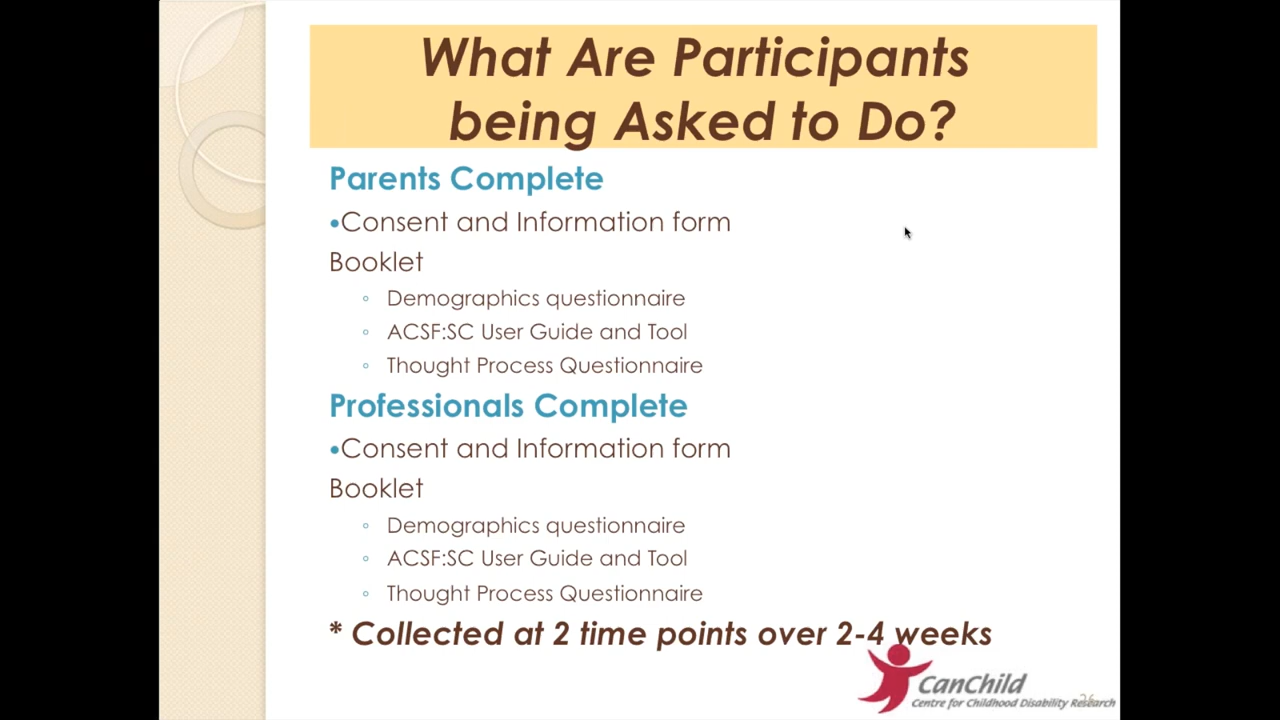 What Are Participants
being Asked to Do?
Parents Complete
•Consent and Information form
Booklet
◦ Demographics questionnaire
◦ ACSF:SC User Guide and Tool
◦ Thought Process Questionnaire
Professionals Complete
•Consent and Information form
Booklet
◦ Demographics questionnaire
◦ ACSF:SC User Guide and Tool
◦ Thought Process Questionnaire
* Collected at 2 time points over 2-4 weeks
CanChild
Centre for Childhood Disability Research